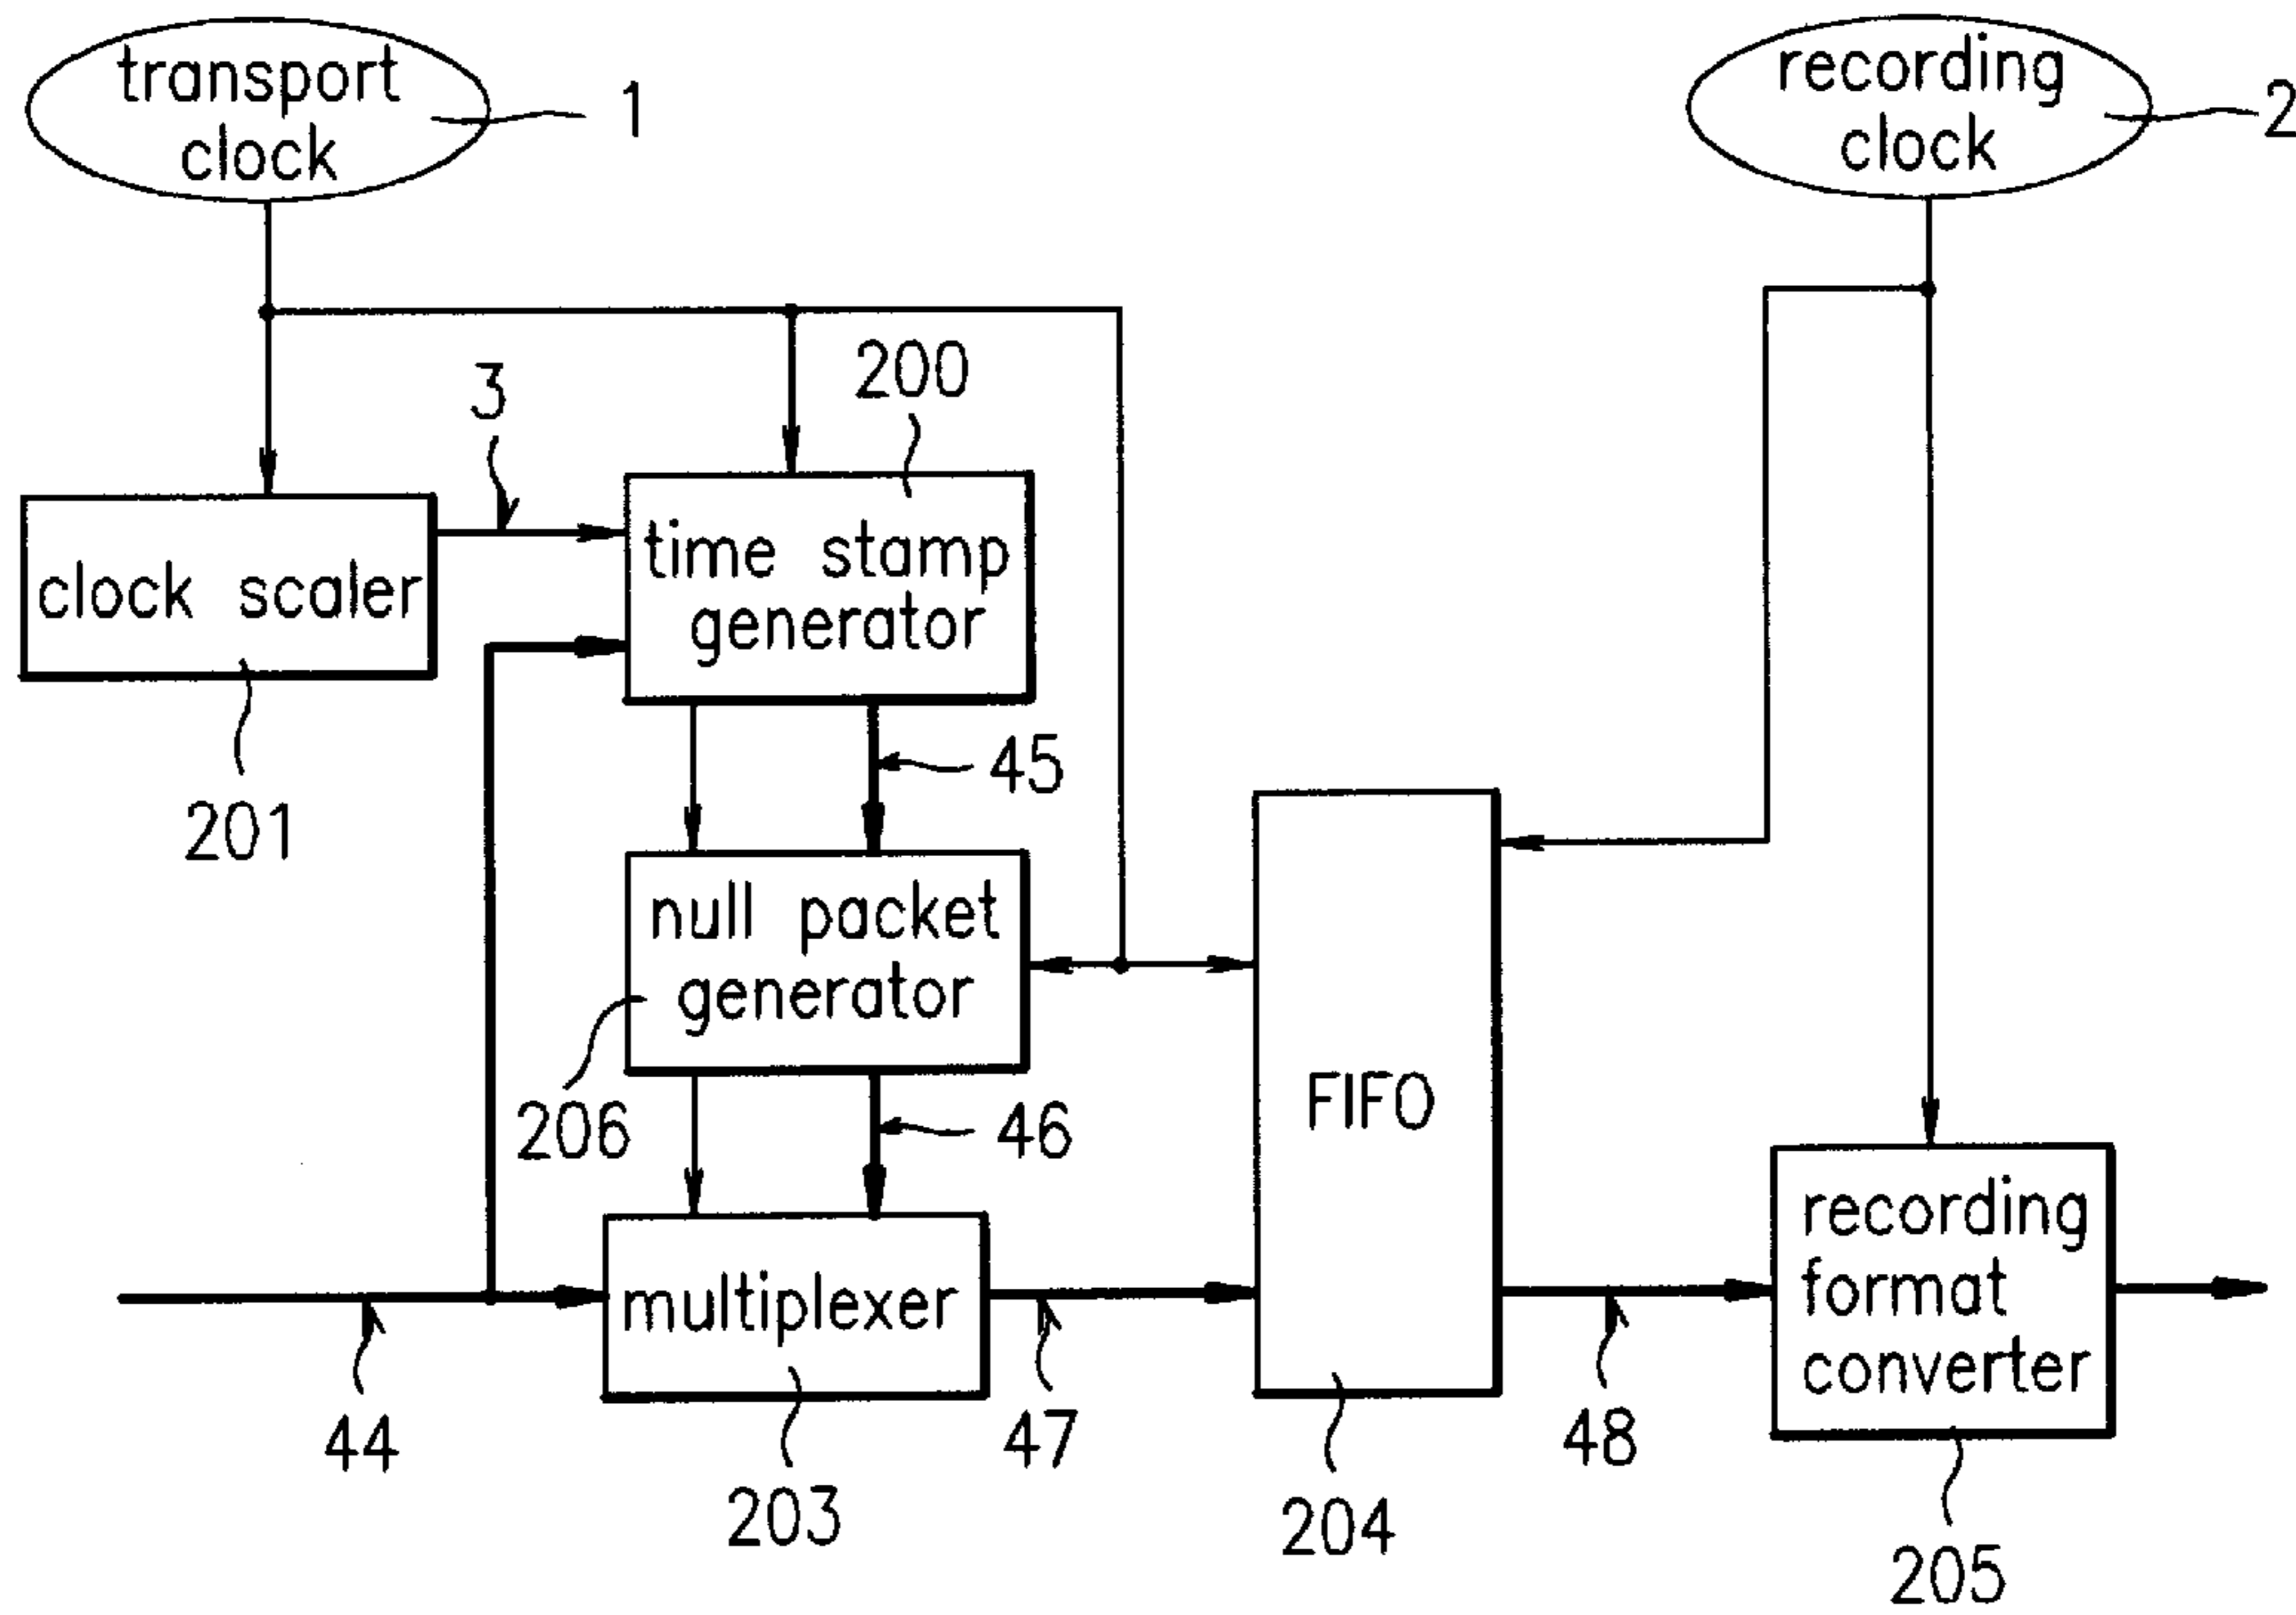 transport
clock
1
recording
clock
2
3
200
clock scaler
201
time stamp
generator
45
null packet
generator
206
46
FIFO
204
multiplexer
203
44
47
48
recording
format
converter
205